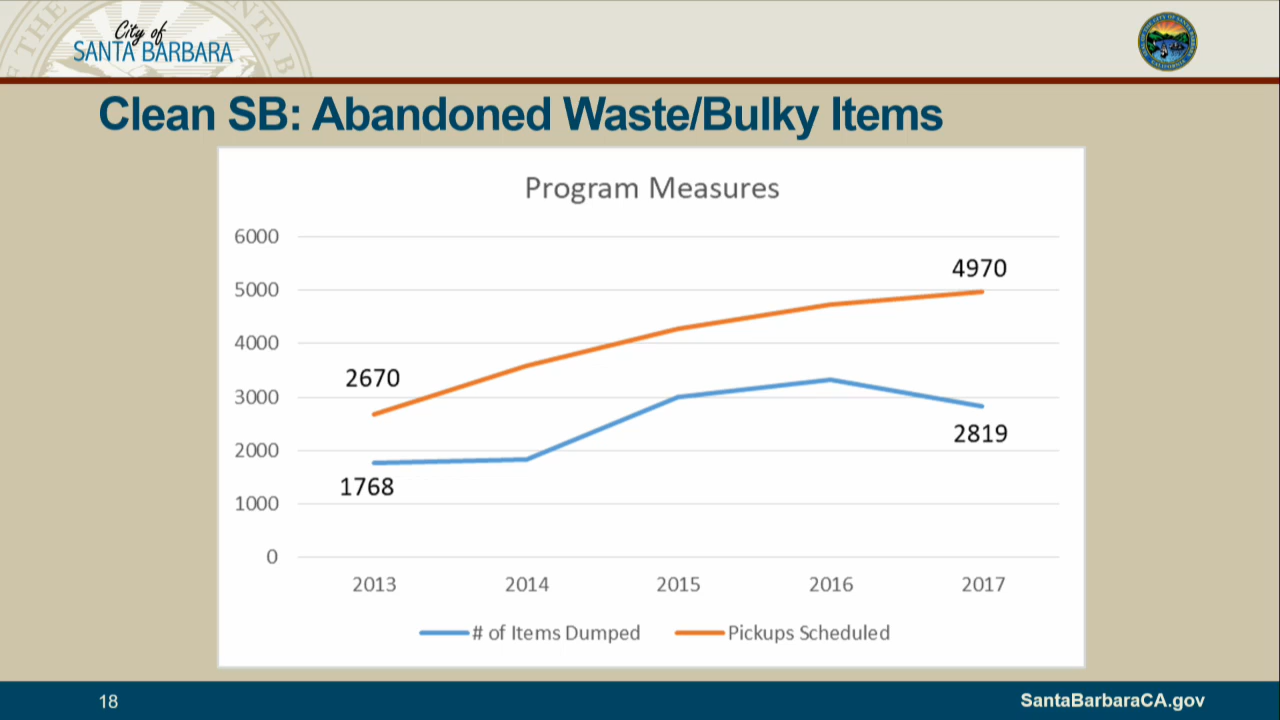 City of
SANTA BARBARA
Clean SB: Abandoned Waste/Bulky Items
Program Measures
6000
5000
4000
3000
2000
1000
0
2670
4970
1768
2819
2013 2014 2015 2016 2017
# of Items Dumped Pickups Scheduled
18
SantaBarbaraCA.gov